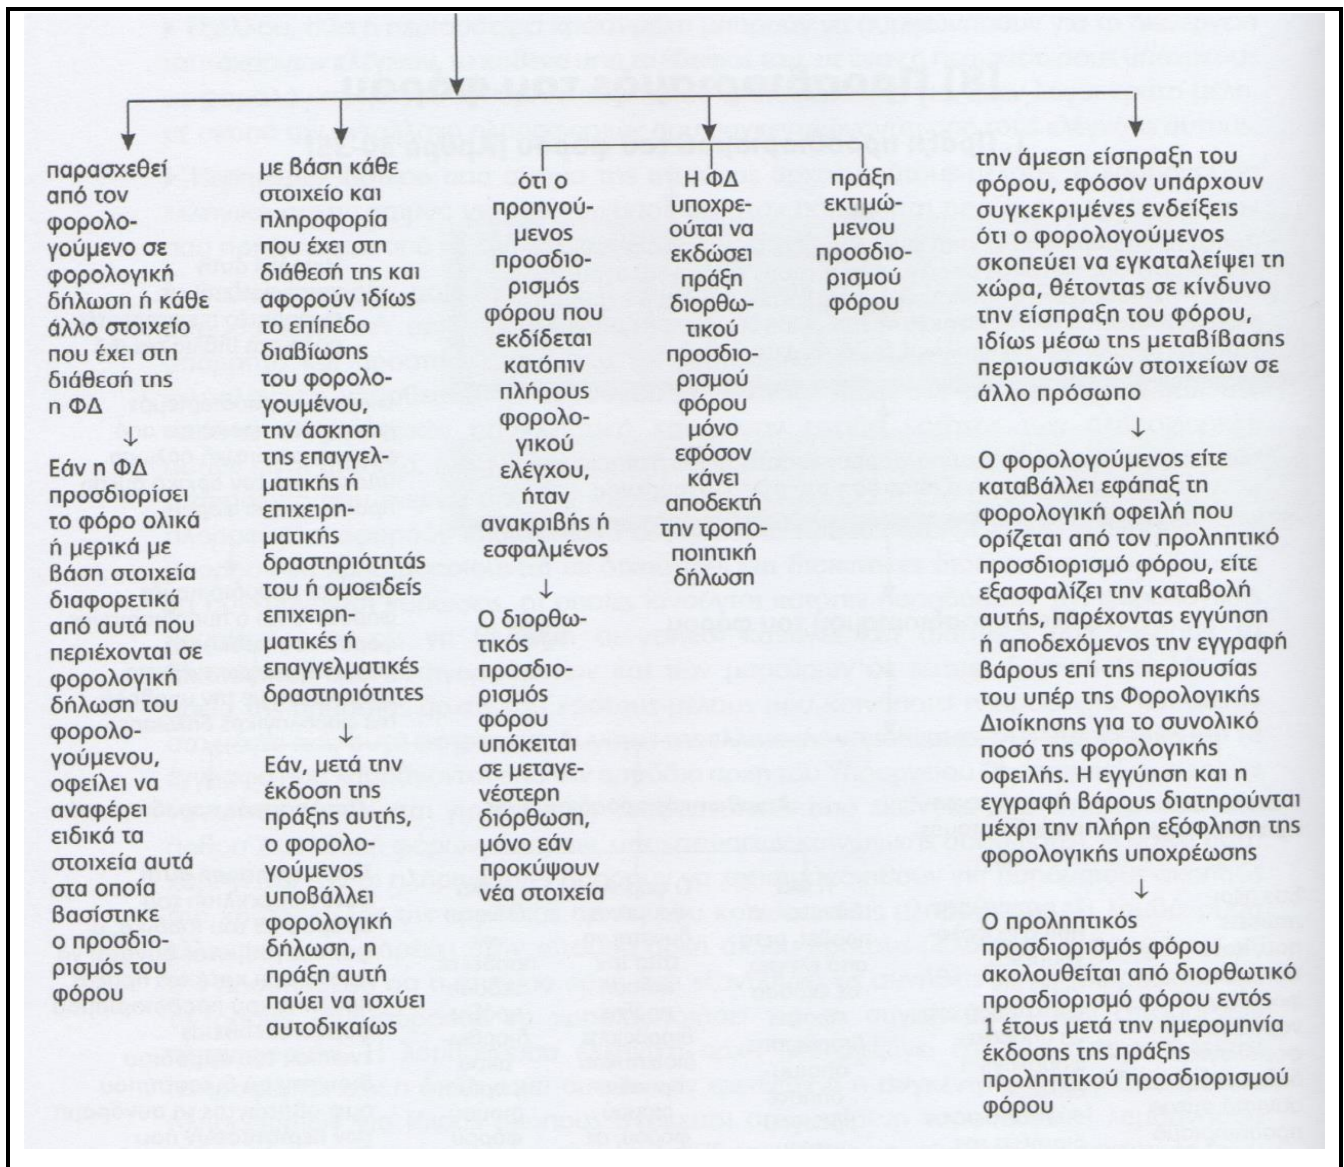 παρασχεθεί
από τον
φορολο-
γούμενο σε
φορολογική
δήλωση ή κάθε
άλλο στοιχείο
που έχει στη
διάθεσή της
η ΦΔ
↓
Εάν η ΦΔ
προσδιορίσει
το φόρο ολικά
ή μερικά με
βάση στοιχεία
διαφορετικά
από αυτά που
περιέχονται σε
φορολογική
δήλωση του
φορολο-
γούμενου,
οφείλει να
αναφέρει
ειδικά τα
στοιχεία αυτά
στα οποία
βασίστηκε
ο προσδιο-
ρισμός του
φόρου
με βάση κάθε
στοιχείο και
πληροφορία
που έχει στη
διάθεσή της και
αφορούν ιδίως
το επίπεδο
διαβίωσης
του φορολο-
γουμένου,
την άσκηση
της επαγγελ-
ματικής ή
επιχειρη-
ματικής
δραστηριότητάς
του ή ομοειδείς
επιχειρη-
ματικές ή
επαγγελματικές
δραστηριότητες
↓
Εάν, μετά την
έκδοση της
πράξης αυτής,
ο φορολο-
γούμενος
υποβάλλει
φορολογική
δήλωση, η
πράξη αυτή
παύει να ισχύει
αυτοδικαίως
ότι ο
προηγού-
μενος
προσδιο-
ρισμός
φόρου που
εκδίδεται
κατόπιν
πλήρους
φορολο-
γικού
ελέγχου,
ήταν
ανακριβής ή
εσφαλμένος
↓
Ο διορθω-
τικός
προσδιο-
ρισμός
φόρου
υπόκειται
σε μεταγε-
νέστερη
διόρθωση,
μόνο εάν
προκύψουν
νέα στοιχεία
Η ΦΔ
υποχρε-
ούται να
εκδώσει
πράξη
διορθω-
τικού
προσδιο-
ρισμού
φόρου
μόνο
εφόσον
κάνει
αποδεκτή
την τροπο-
ποιητική
δήλωση
πράξη
εκτιμώ-
μενου
προσδιο-
ρισμού
φόρου
την άμεση είσπραξη του
φόρου, εφόσον υπάρχουν
συγκεκριμένες ενδείξεις
ότι ο φορολογούμενος
σκοπεύει να εγκαταλείψει τη
χώρα, θέτοντας σε κίνδυνο
την είσπραξη του φόρου,
ιδίως μέσω της μεταβίβασης
περιουσιακών στοιχείων σε
άλλο πρόσωπο
↓
Ο φορολογούμενος είτε
καταβάλλει εφάπαξ τη
φορολογική οφειλή που
ορίζεται από τον προληπτικό
προσδιορισμό φόρου, είτε
εξασφαλίζει την καταβολή
αυτής, παρέχοντας εγγύηση
ή αποδεχόμενος την εγγραφή
βάρους επί της περιουσίας
του υπέρ της Φορολογικής
Διοίκησης για το συνολικό
ποσό της φορολογικής
οφειλής. Η εγγύηση και η
εγγραφή βάρους διατηρούνται
μέχρι την πλήρη εξόφληση της
φορολογικής υποχρέωσης
↓
Ο προληπτικός
προσδιορισμός φόρου
ακολουθείται από διορθωτικό
προσδιορισμό φόρου εντός
1 έτους μετά την ημερομηνία
έκδοσης της πράξης
προληπτικού προσδιορισμού
φόρου